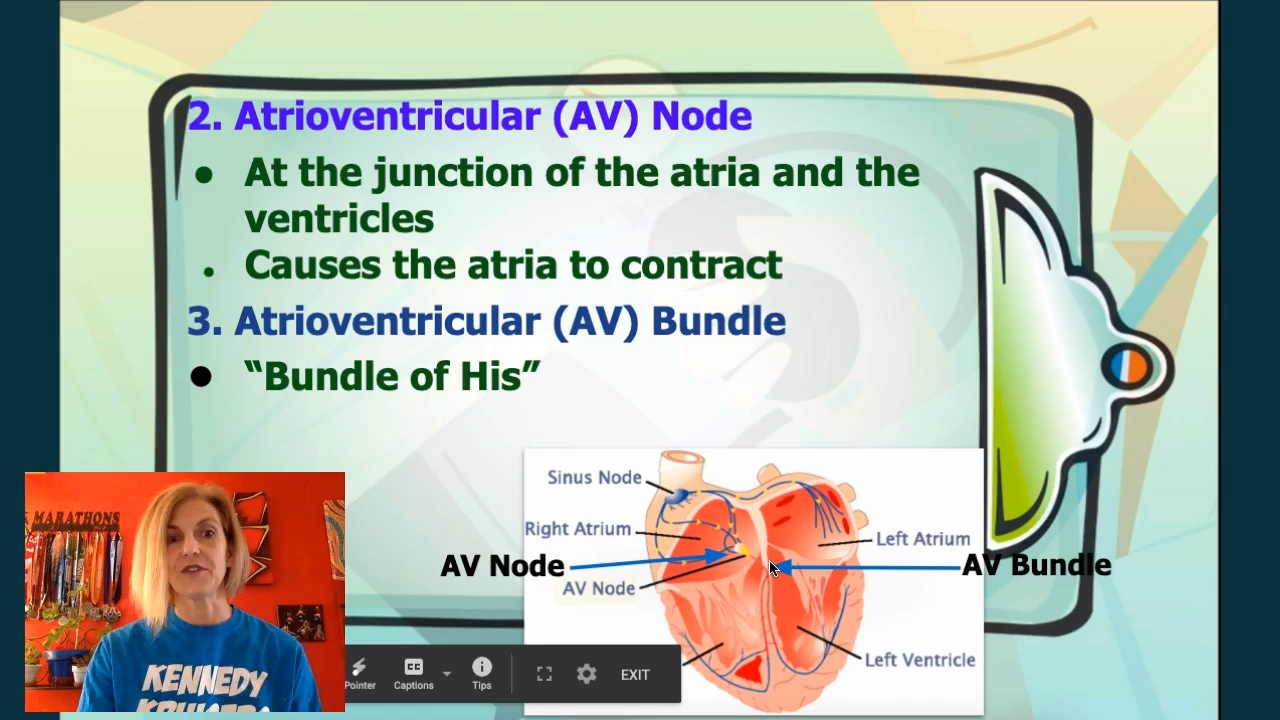 2. Atrioventricular (AV) Node
● At the junction of the atria and the
ventricles
• Causes the atria to contract
3. Atrioventricular (AV) Bundle
● “Bundle of His”
Sinus Node
Right Atrium
Left Atrium
AV Node
AV Bundle
AV Node
Left Ventricle
MARATHONS
KENNEDY
Pointer
Captions
Tips
EXIT
CC